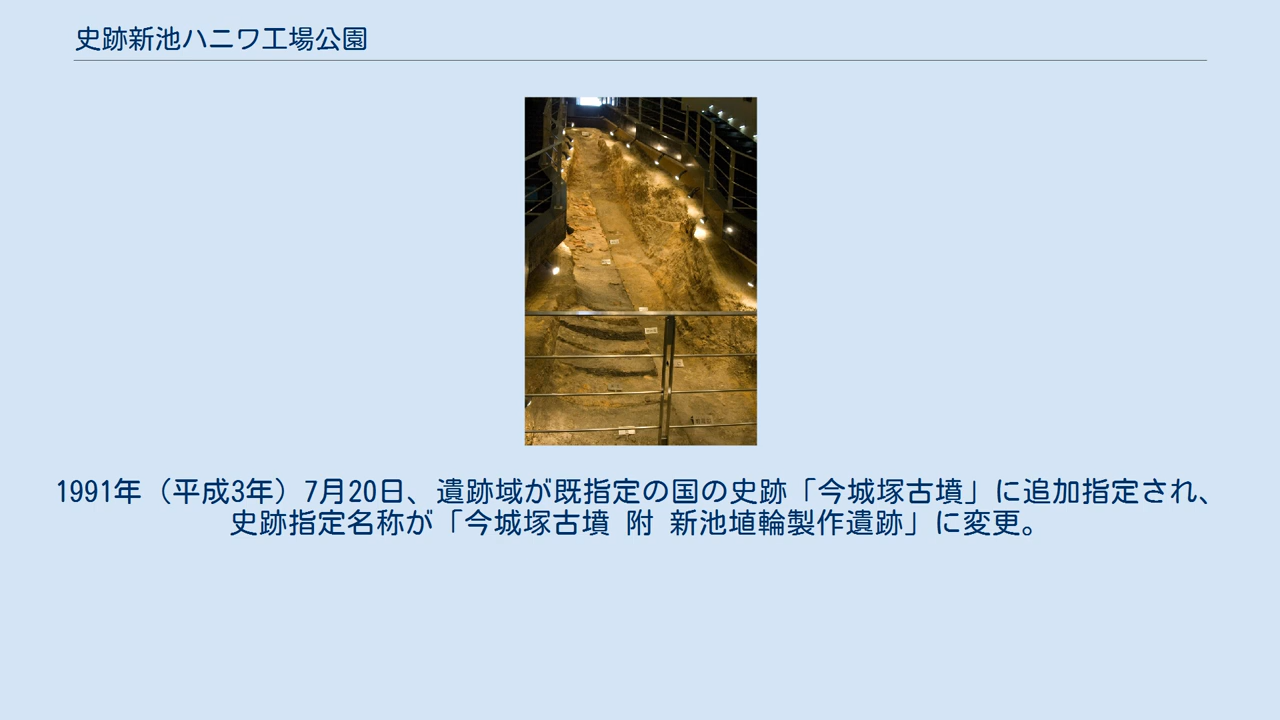 史跡新池ハニワ工場公園
1991年（平成3年）7月20日、遺跡域が既指定の国の史跡「今城塚古墳」に追加指定され、
史跡指定名称が「今城塚古墳 附 新池埴輪製作遺跡」に変更。